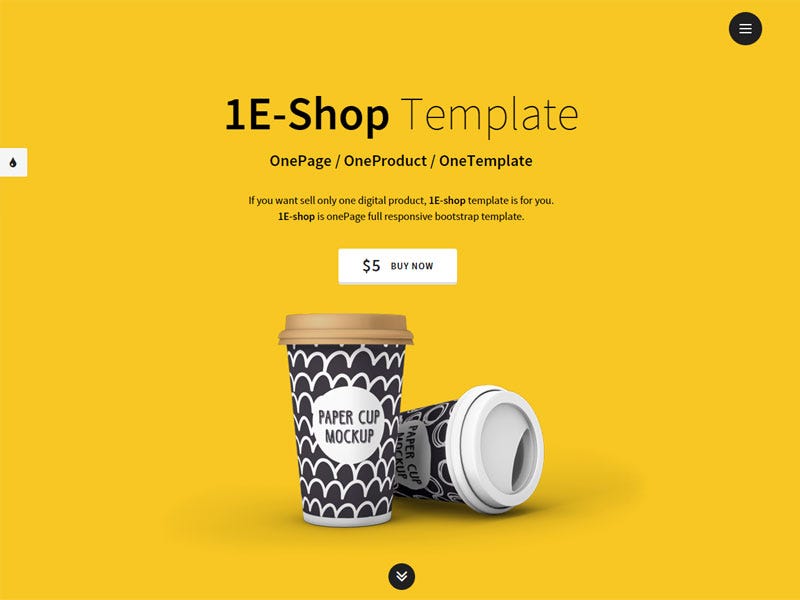 1E-Shop Template
OnePage / OneProduct / OneTemplate
If you want sell only one digital product, 1E-shop template is for you.
1E-shop is onePage full responsive bootstrap template.
$5 BUY NOW
PAPER CUP
MOCKUP
PAPER CUP
MOCKUP